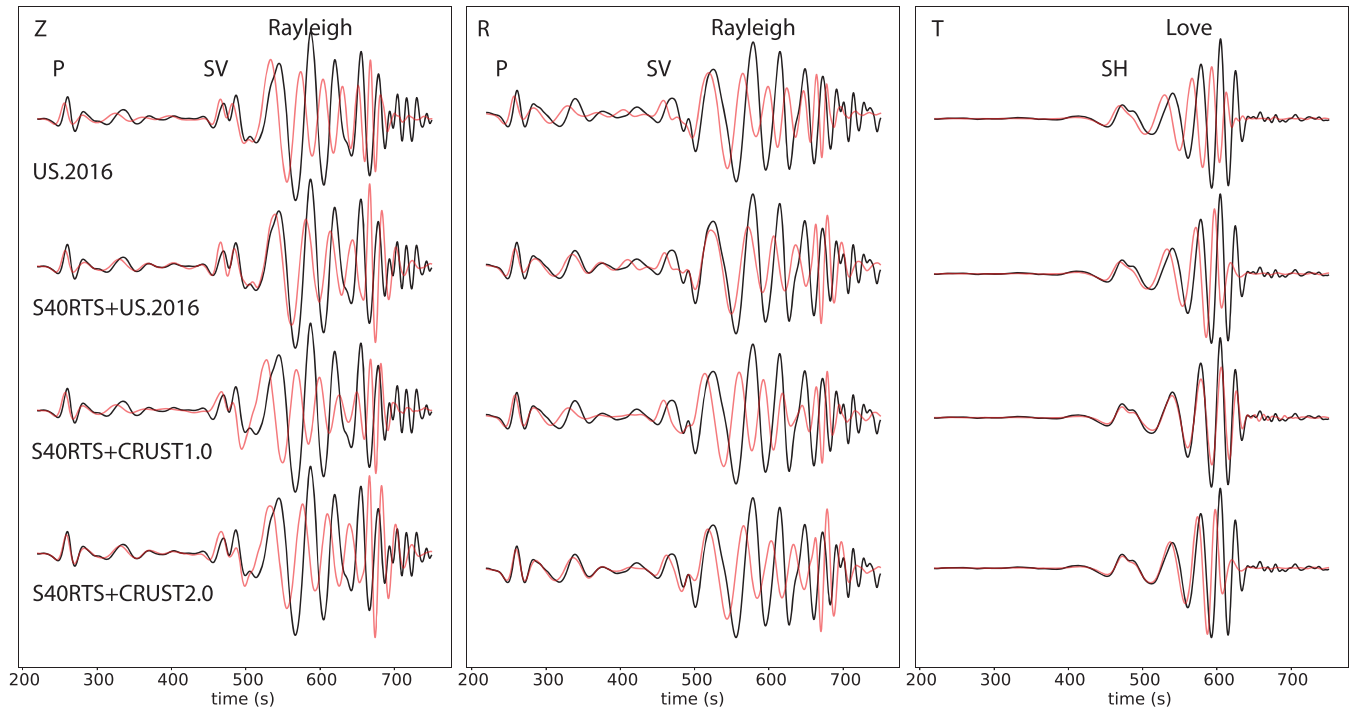 Z Rayleigh
P SV
US.2016
S40RTS+US.2016
S40RTS+CRUST1.0
S40RTS+CRUST2.0
200 300 400 500 600 700
time (s)
R Rayleigh
P SV
200 300 400 500 600 700
time (s)
T Love
SH
200 300 400 500 600 700
time (s)